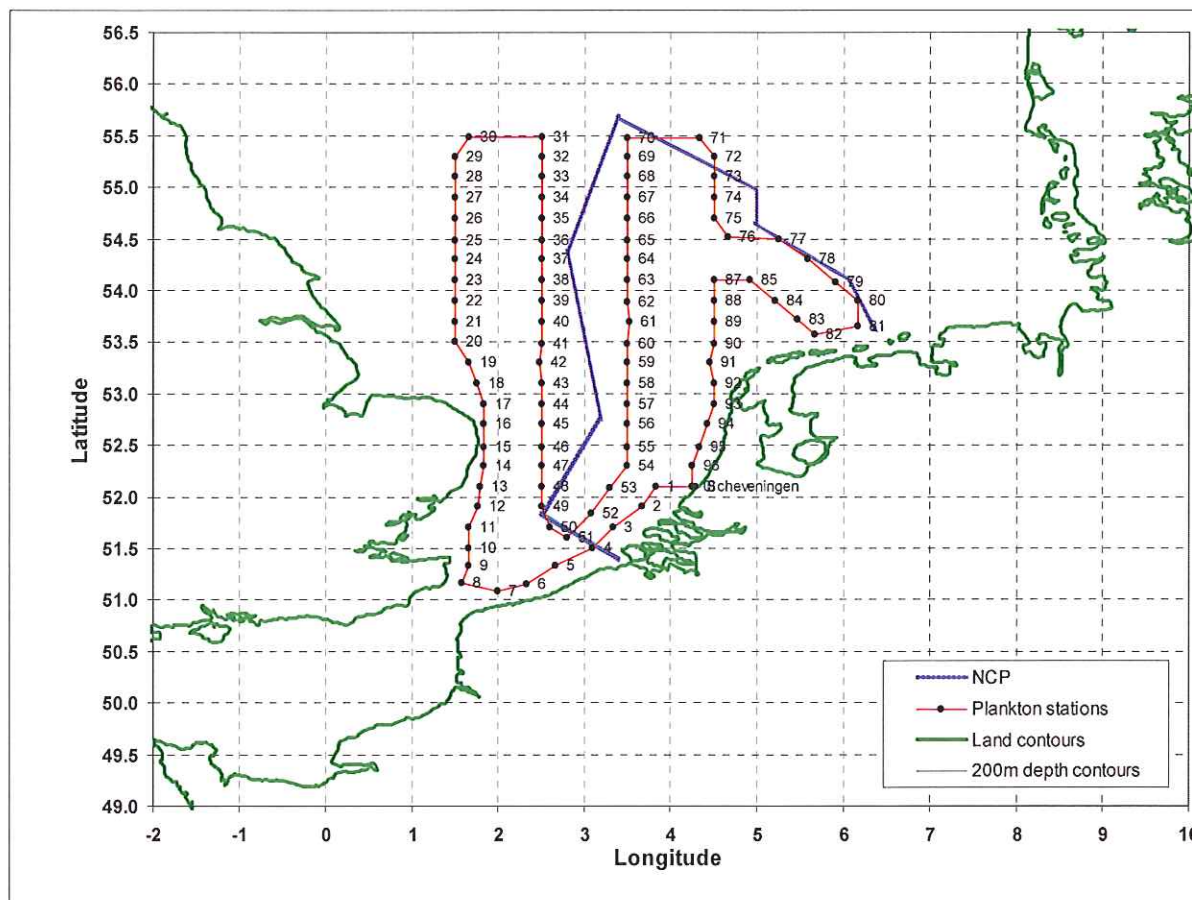 56.5
56.0
55.5
55.0
54.5
54.0
53.5
53.0
52.5
52.0
51.5
51.0
50.5
50.0
49.5
49.0
Latitude
30 31 70 71
29 32 69 72
28 33 68 73
27 34 67 74
26 35 66 75
25 36 65 76 77
24 37 64 78
23 38 63 87 85 79
22 39 62 88 84 80
21 40 61 89 83 81
20 41 60 90 82
19 42 59 91
18 43 58 92
17 44 57 93
16 45 56 94
15 46 55 95
14 47 54 96
13 48 53 1 Scheveningen
12 49 52 2
11 50 51 3
10 4
9 5
8 7 6
NCP
Plankton stations
Land contours
200m depth contours
-2 -1 0 1 2 3 4 5 6 7 8 9 10
Longitude